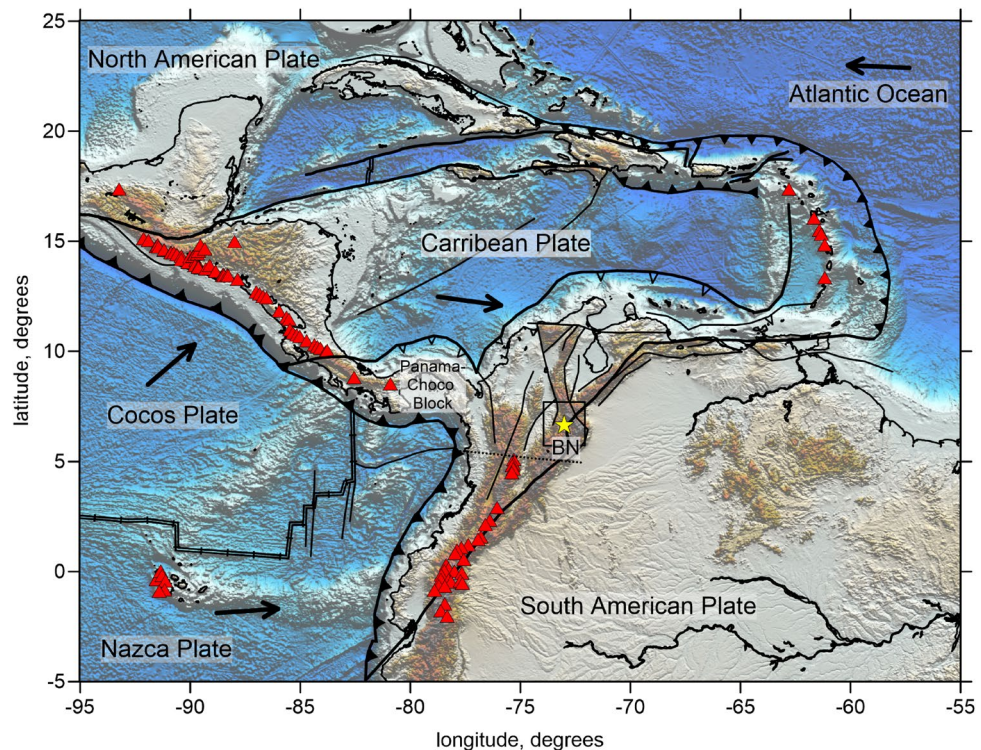 25
20
15
10
5
0
-5
-95
-90
-85
-80
-75
-70
-65
-60
-55
latitude, degrees
longitude, degrees
North American Plate
Atlantic Ocean
Carribean Plate
Panama-
Choco
Block
Cocos Plate
BN
South American Plate
Nazca Plate